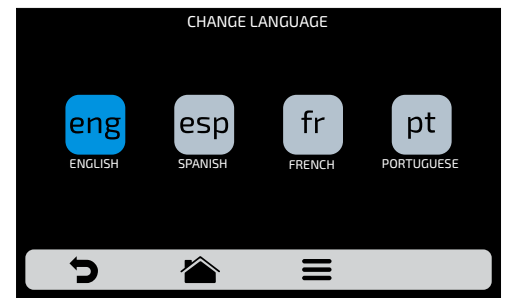 CHANGE LANGUAGE
eng esp fr pt
ENGLISH SPANISH FRENCH PORTUGUESE